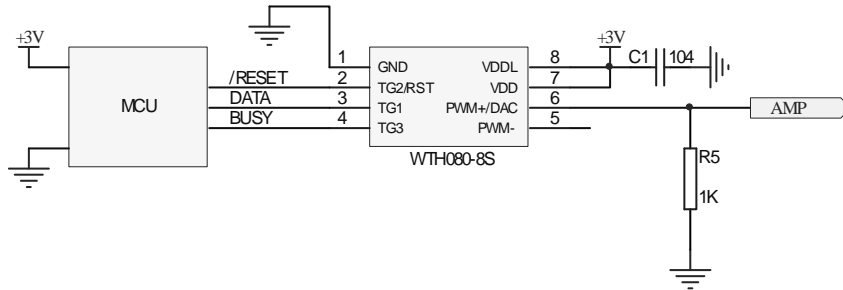 +3V
MCU
/RESET
DATA
BUSY
1
2
3
4
GND
TG2/RST
TG1
TG3
VDDL
VDD
PWM+/DAC
PWM-
8
7
6
5
WTH080-8S
+3V
C1
104
AMP
R5
1K